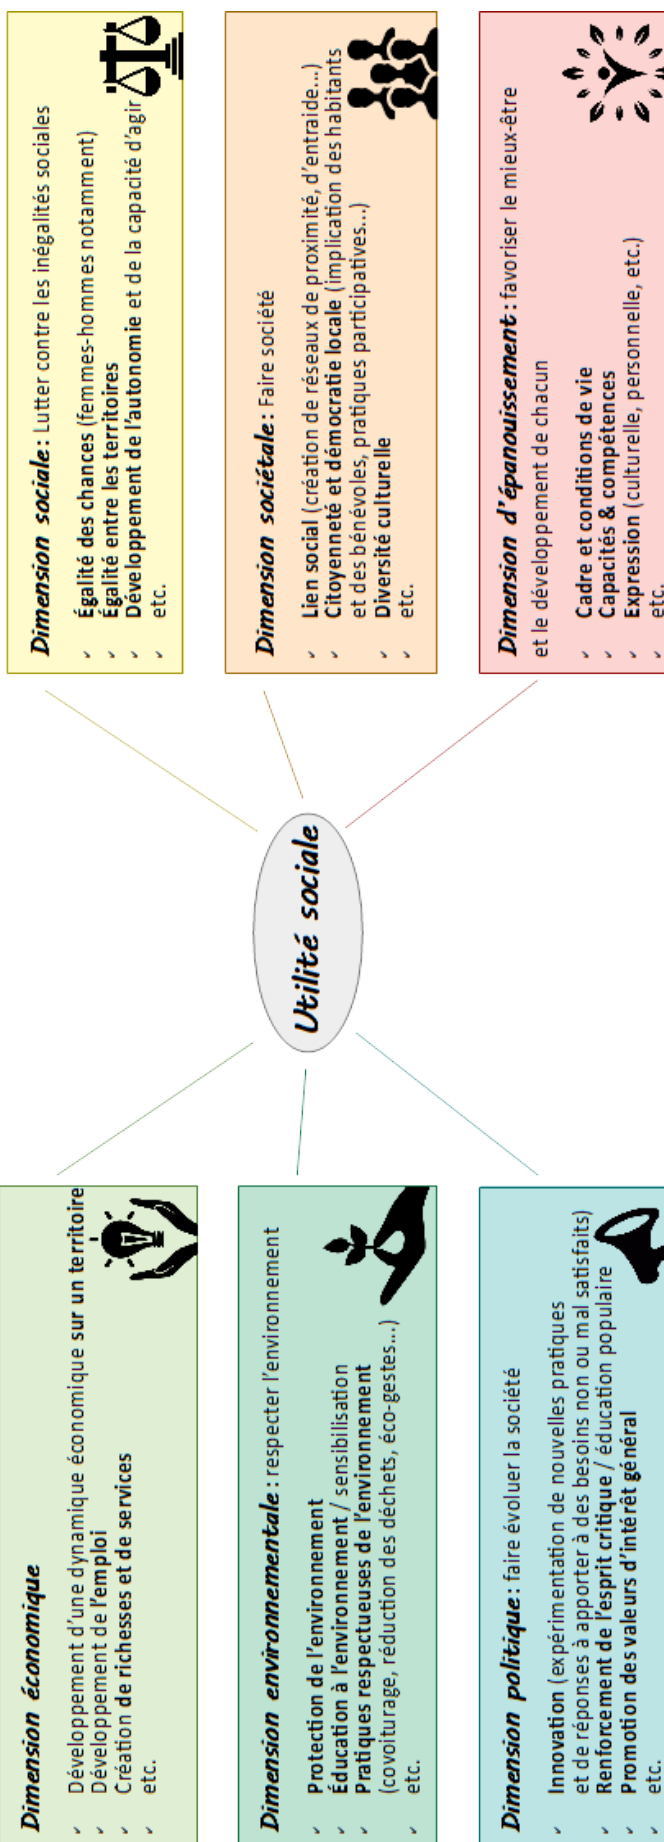 Dimension économique
Développement d'une dynamique économique sur un territoire
Développement de l'emploi
Création de richesses et de services
etc.
Dimension environnementale : respecter l'environnement
Protection de l'environnement
Éducation à l'environnement / sensibilisation
Pratiques respectueuses de l'environnement
(covoiturage, réduction des déchets, éco-gestes...)
etc.
Dimension politique : faire évoluer la société
Innovation (expérimentation de nouvelles pratiques
et de réponses à apporter à des besoins non ou mal satisfaits)
Renforcement de l'esprit critique / éducation populaire
Promotion des valeurs d'intérêt général
etc.
Utilité sociale
Dimension sociale : Lutter contre les inégalités sociales
Égalité des chances (femmes-hommes notamment)
Égalité entre les territoires
Développement de l'autonomie et de la capacité d'agir
etc.
Dimension sociétale : Faire société
Lien social (création de réseaux de proximité, d'entraide...)
Citoyenneté et démocratie locale (implication des habitants
et des bénévoles, pratiques participatives...)
Diversité culturelle
etc.
Dimension d'épanouissement : favoriser le mieux-être
et le développement de chacun
Cadre et conditions de vie
Capacités & compétences
Expression (culturelle, personnelle, etc.)
etc.